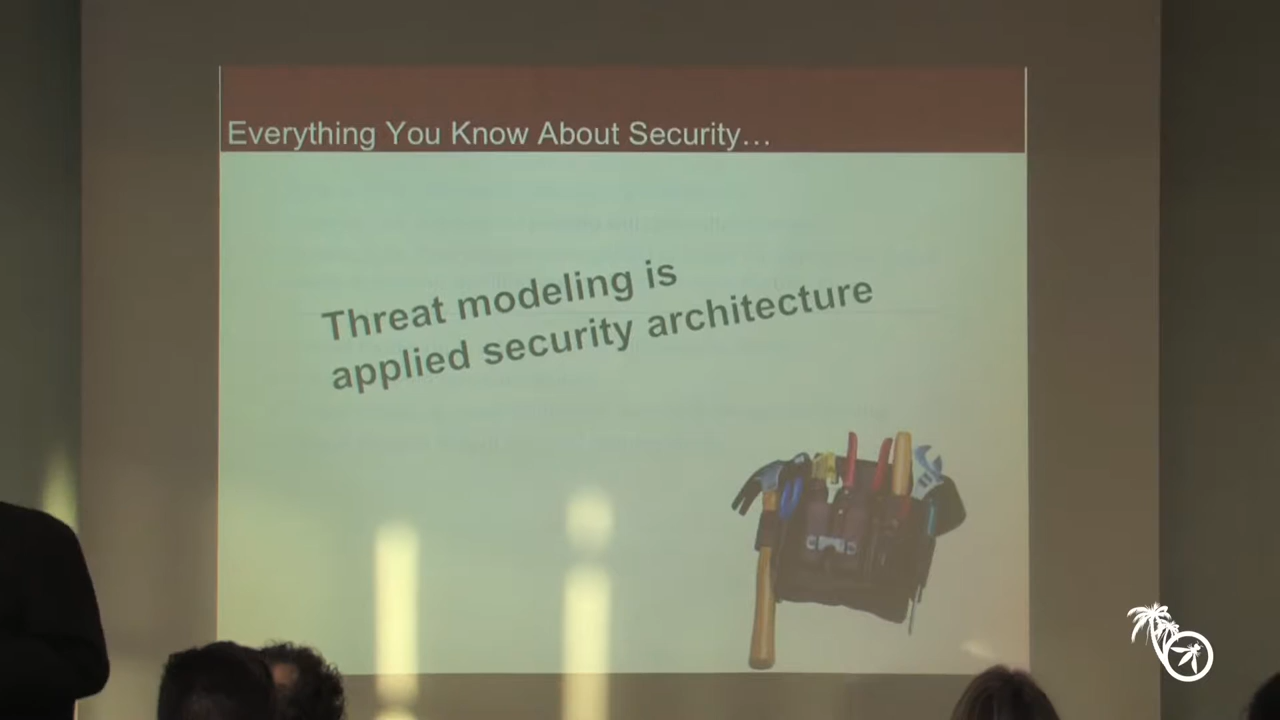 Everything You Know About Security…
Threat modeling is
applied security architecture